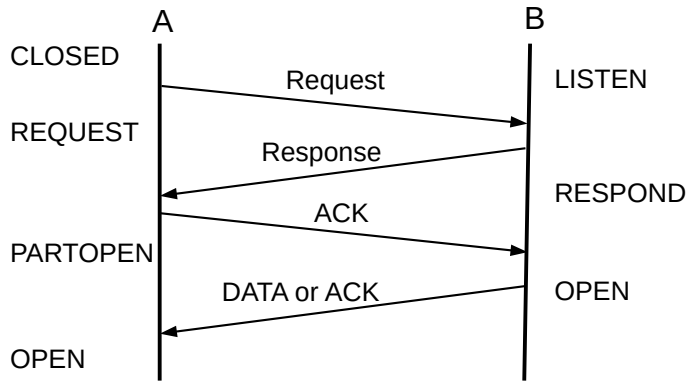 A
B
CLOSED
Request
LISTEN
REQUEST
Response
RESPOND
ACK
PARTOPEN
DATA or ACK
OPEN
OPEN